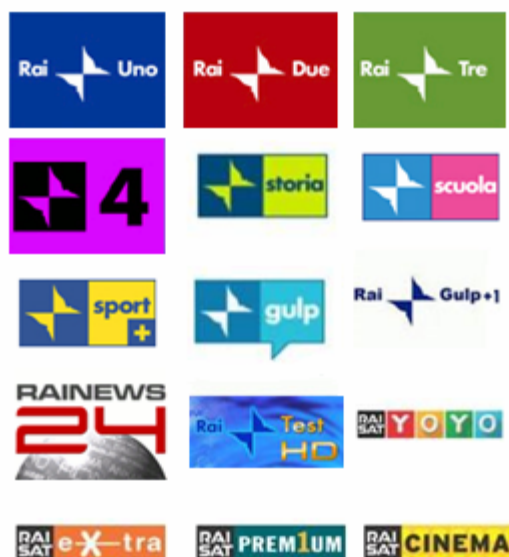 Rai Uno
Rai Due
Rai Tre
4
storia
scuola
sport
+
gulp
Rai Gulp+1
RAINEWS
24
Rai Test
HD
RAI
SAT YOYO
RAI
SAT e-X-tra
RAI
SAT PREM1UM
RAI
SAT CINEMA